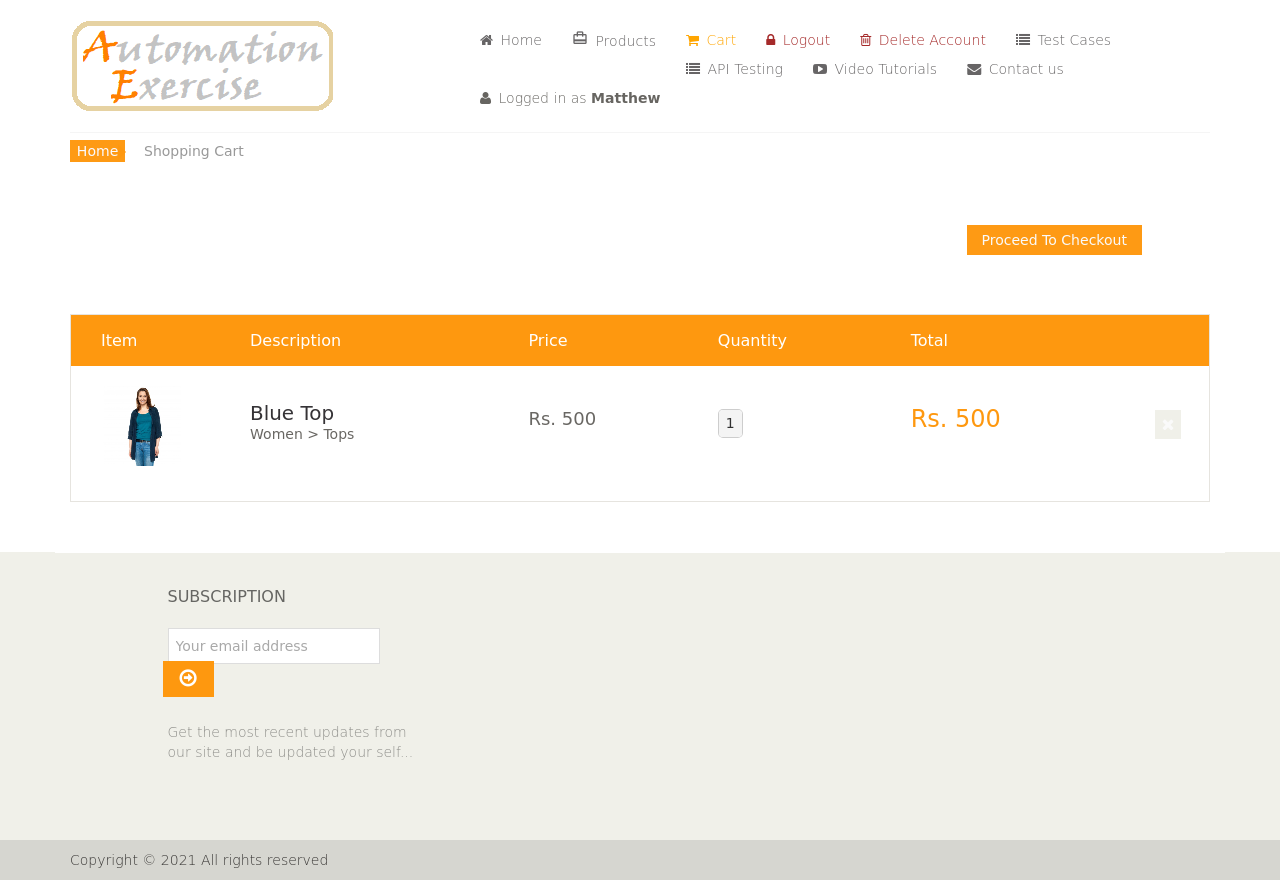 Automation
Exercise
Home Products Cart Logout Delete Account Test Cases
API Testing Video Tutorials Contact us
Logged in as Matthew
Home Shopping Cart
Proceed To Checkout
Item Description Price Quantity Total
Blue Top
Women > Tops
Rs. 500
1
Rs. 500
SUBSCRIPTION
Your email address
Get the most recent updates from
our site and be updated your self...
Copyright © 2021 All rights reserved